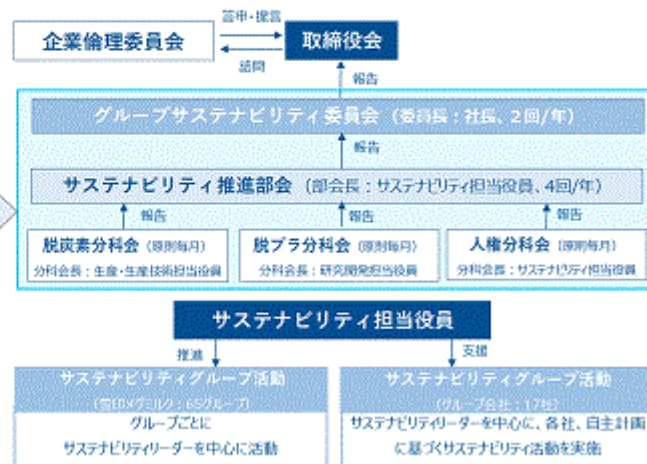 答申・提言
企業倫理委員会
取締役会
諮問
報告
グループサステナビリティ委員会(委員長:社長、2回/年)
報告
サステナビリティ推進部会(部会長:サステナビリティ担当役員、4回/年)
報告
報告
報告
脱炭素分科会(原則毎月)
分科会長:生産・生産技術担当役員
脱プラ分科会(原則毎月)
分科会長:研究開発担当役員
人権分科会(原則毎月)
分科会長:サステナビリティ担当役員
サステナビリティ担当役員
推進
支援
サステナビリティグループ活動
(雪印メグミルク:65グループ)
グループごとに
サステナビリティリーダーを中心に活動
サステナビリティグループ活動
(グループ会社:17社)
サステナビリティリーダーを中心に、各社、自主計画
に基づくサステナビリティ活動を実施